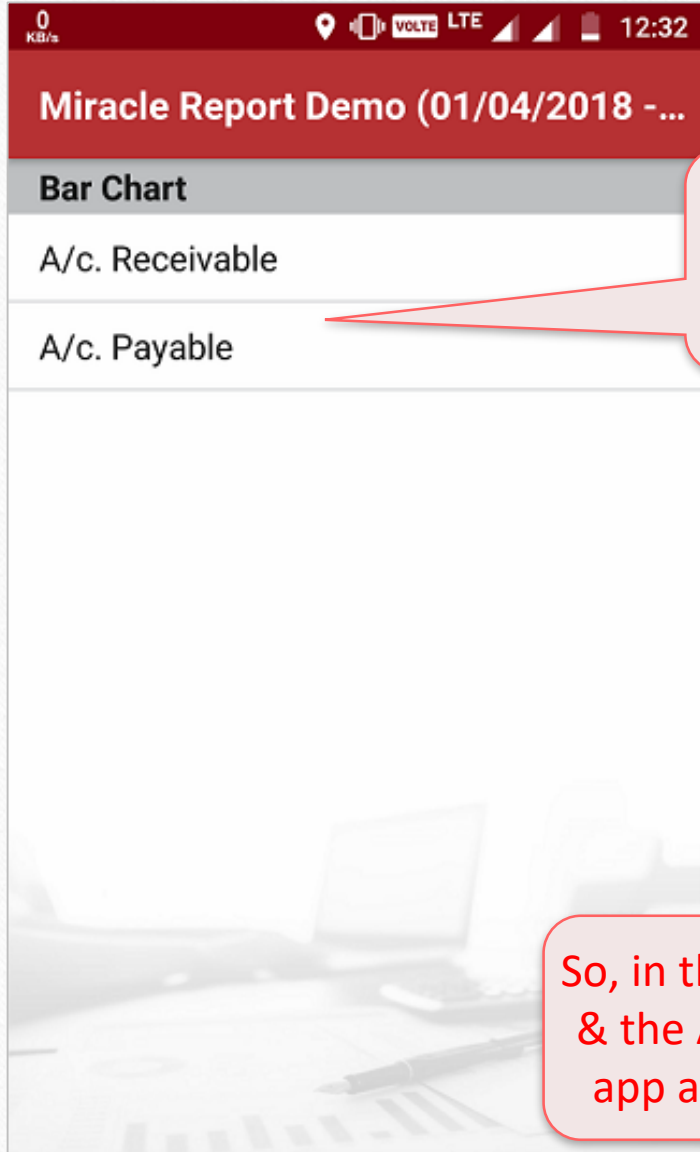 0
KB/s
VOLTE LTE 12:32
Miracle Report Demo (01/04/2018 -...
Bar Chart
A/c. Receivable
A/c. Payable
So, in
& the
app